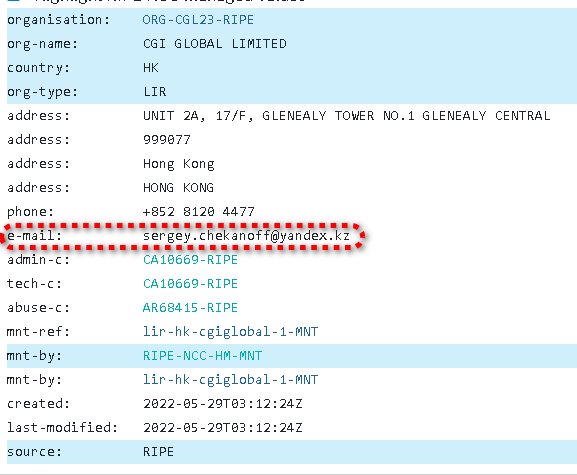 organisation: ORG-CGL23-RIPE
org-name: CGI GLOBAL LIMITED
country: HK
org-type: LIR
address: UNIT 2A, 17/F, GLENEALY TOWER NO.1 GLENEALY CENTRAL
address: 999077
address: Hong Kong
address: HONG KONG
phone: +852 8120 4477
e-mail: sergey.chekanoff@yandex.kz
admin-c: CA10669-RIPE
tech-c: CA10669-RIPE
abuse-c: AR68415-RIPE
mnt-ref: lir-hk-cgiglobal-1-MNT
mnt-by: RIPE-NCC-HM-MNT
mnt-by: lir-hk-cgiglobal-1-MNT
created: 2022-05-29T03:12:24Z
last-modified: 2022-05-29T03:12:24Z
source: RIPE